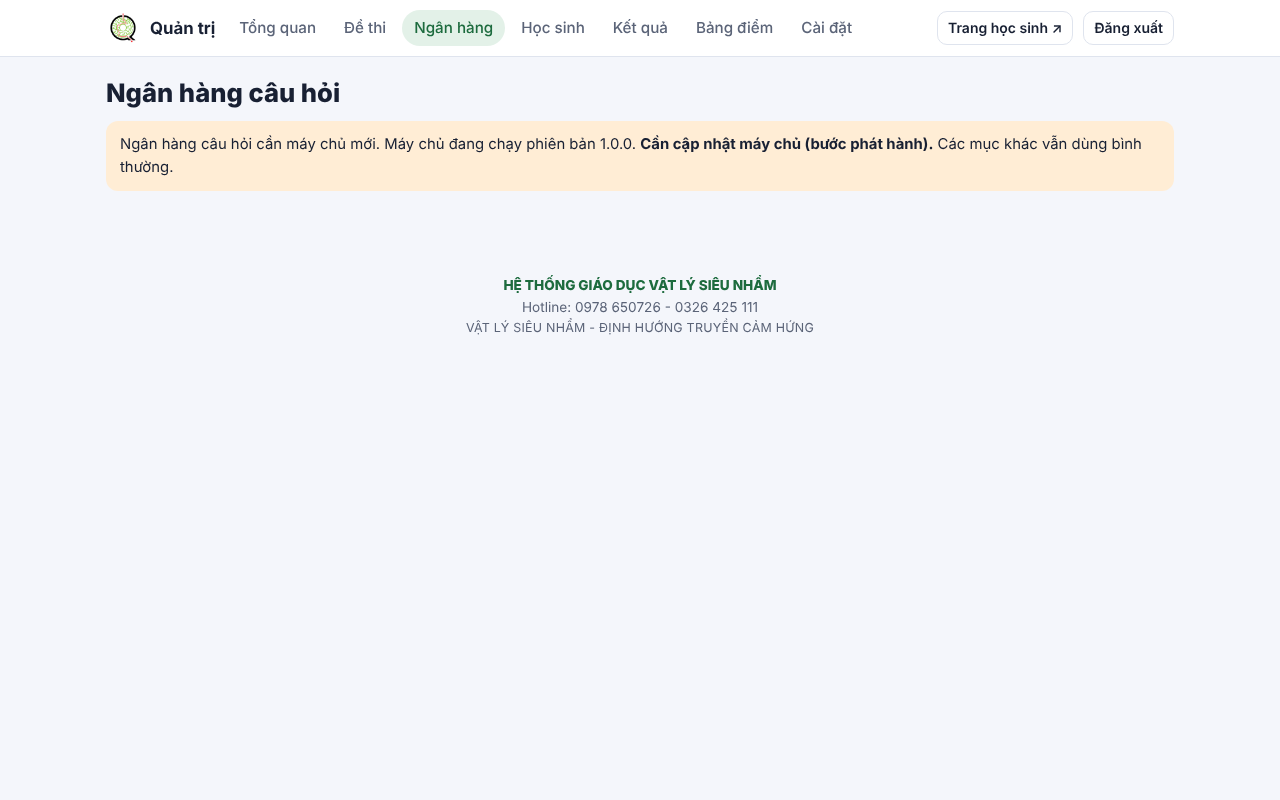 Quản trị
Tổng quan
Đề thi
Ngân hàng
Học sinh
Kết quả
Bảng điểm
Cài đặt
Trang học sinh ↗
Đăng xuất
Ngân hàng câu hỏi
Ngân hàng câu hỏi cần máy chủ mới. Máy chủ đang chạy phiên bản 1.0.0. Cần cập nhật máy chủ (bước phát hành). Các mục khác vẫn dùng bình
thường.
HỆ THỐNG GIÁO DỤC VẬT LÝ SIÊU NHẨM
Hotline: 0978 650726 - 0326 425 111
VẬT LÝ SIÊU NHẨM - ĐỊNH HƯỚNG TRUYỀN CẢM HỨNG